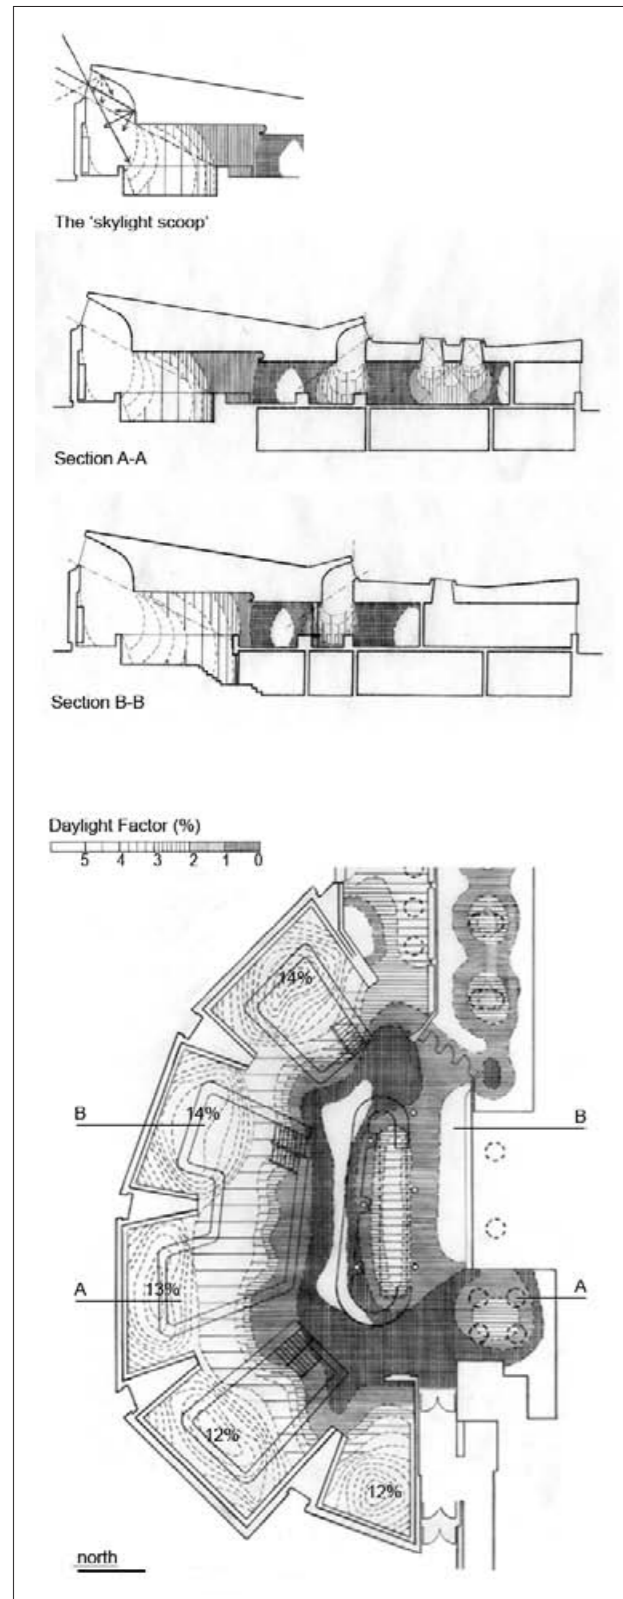 The 'skylight scoop'
Section A-A
Section B-B
Daylight Factor (%)
5 4 3 2 1 0
14%
B 14% B
A 13% A
12%
12%
north